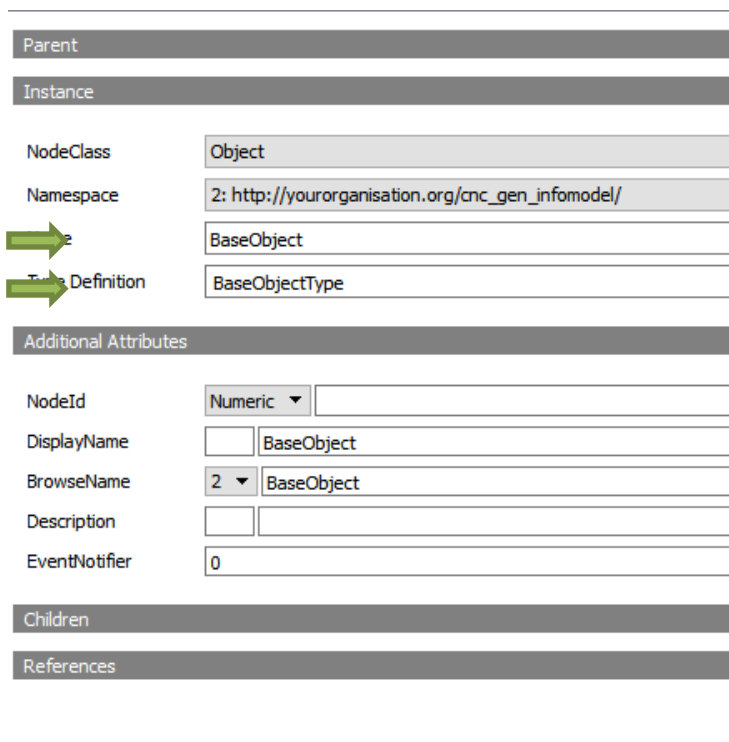 Parent
Instance
NodeClass Object
Namespace 2: http://yourorganisation.org/cnc_gen_infomodel/
BaseObject
Definition BaseObjectType
Additional Attributes
NodeId Numeric
DisplayName BaseObject
BrowseName 2 BaseObject
Description
EventNotifier 0
Children
References